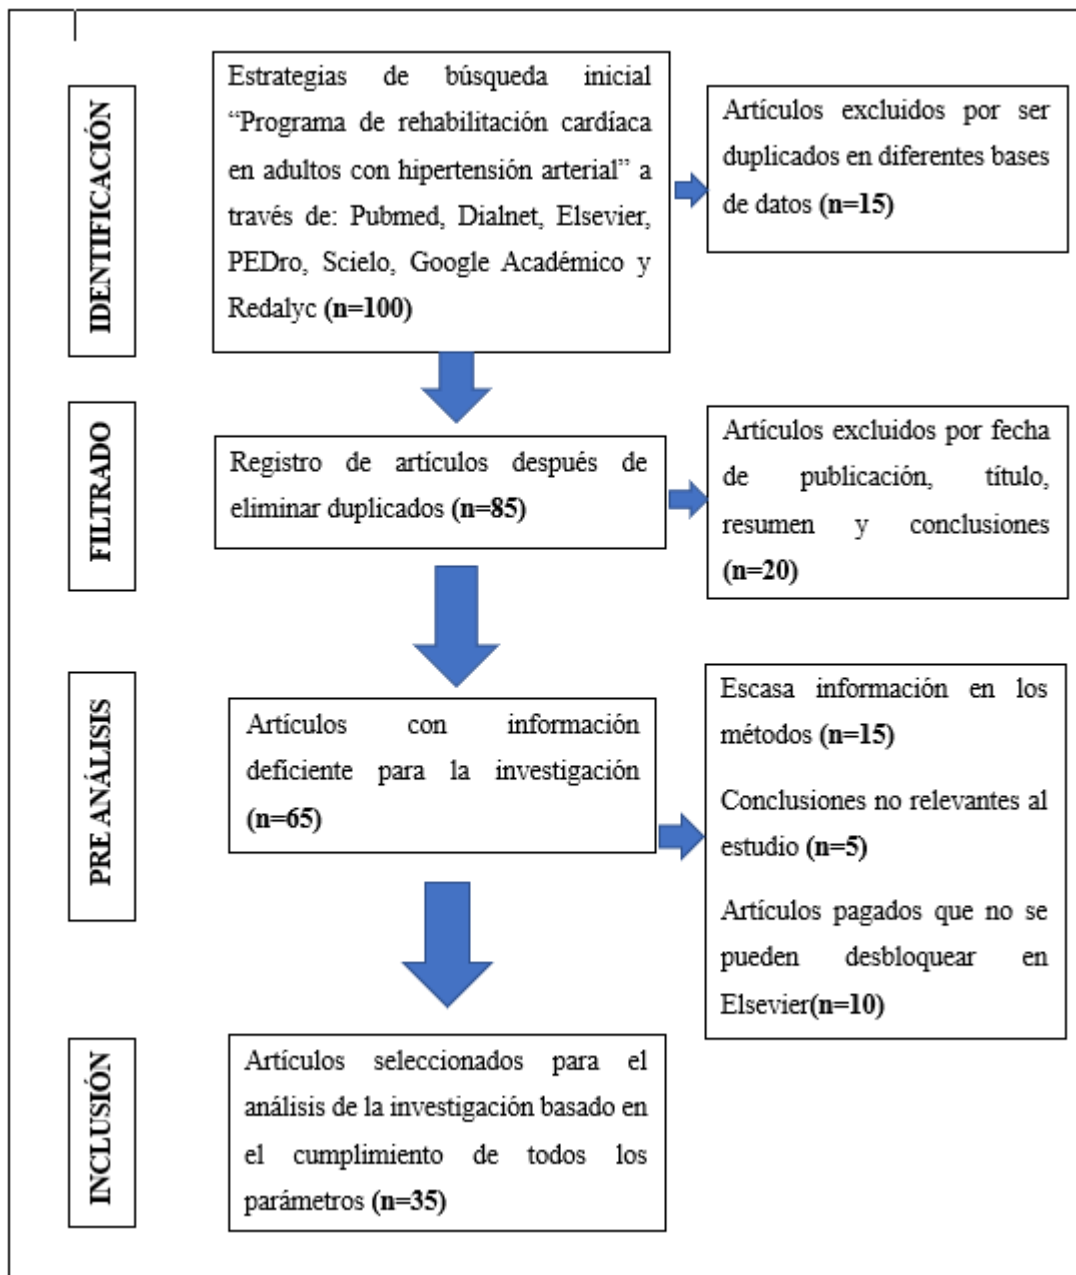 IDENTIFICACIÓN
Estrategias de búsqueda inicial
“Programa de rehabilitación cardíaca
en adultos con hipertensión arterial” a
través de: Pubmed, Dialnet, Elsevier,
PEDro, Scielo, Google Académico y
Redalyc (n=100)
Artículos excluidos por ser
duplicados en diferentes bases
de datos (n=15)
FILTRADO
Registro de artículos después de
eliminar duplicados (n=85)
Artículos excluidos por fecha
de publicación, título,
resumen y conclusiones
(n=20)
PRE ANÁLISIS
Artículos con información
deficiente para la investigación
(n=65)
Escasa información en los
métodos (n=15)
Conclusiones no relevantes al
estudio (n=5)
Artículos pagados que no se
pueden desbloquear en
Elsevier(n=10)
INCLUSIÓN
Artículos seleccionados para el
análisis de la investigación basado en
el cumplimiento de todos los
parámetros (n=35)